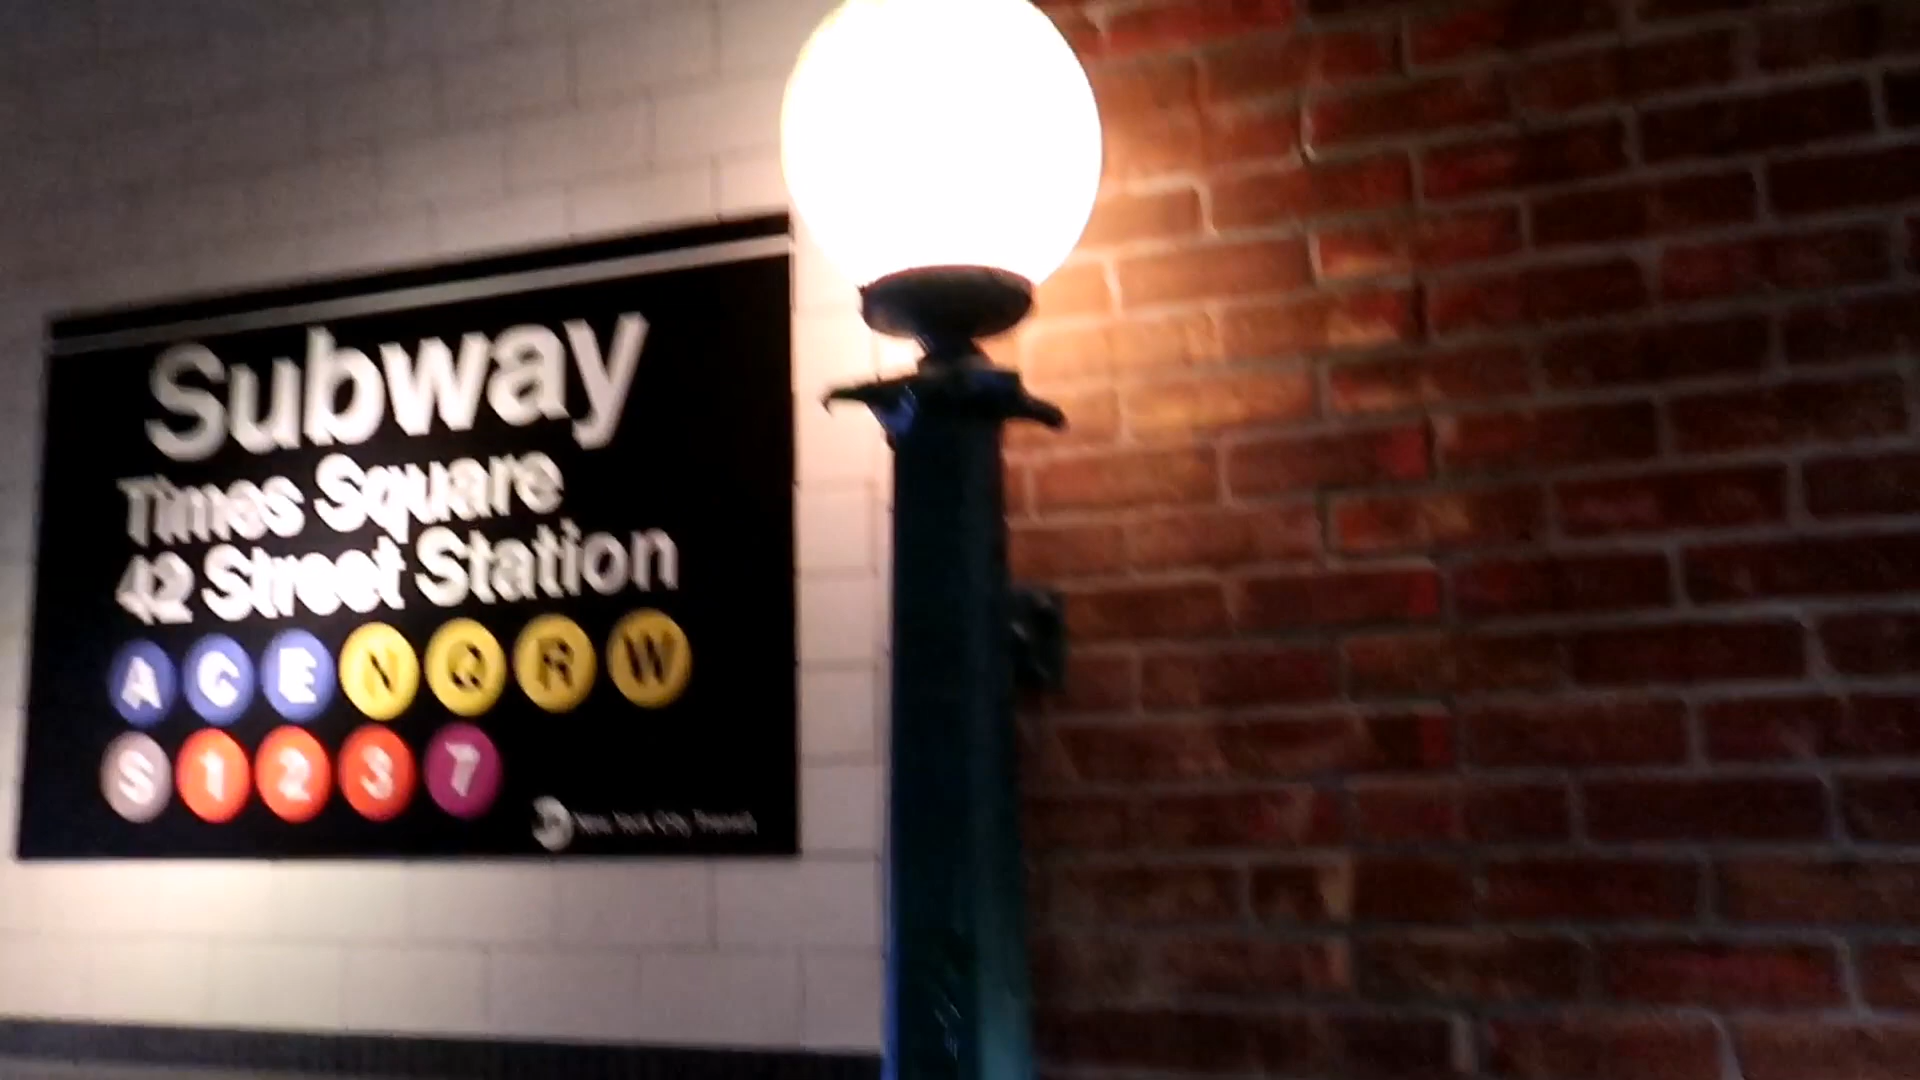 Subway
Times Square
42 Street Station
A C E N Q R W
S 1 2 3 7
New York City Transit